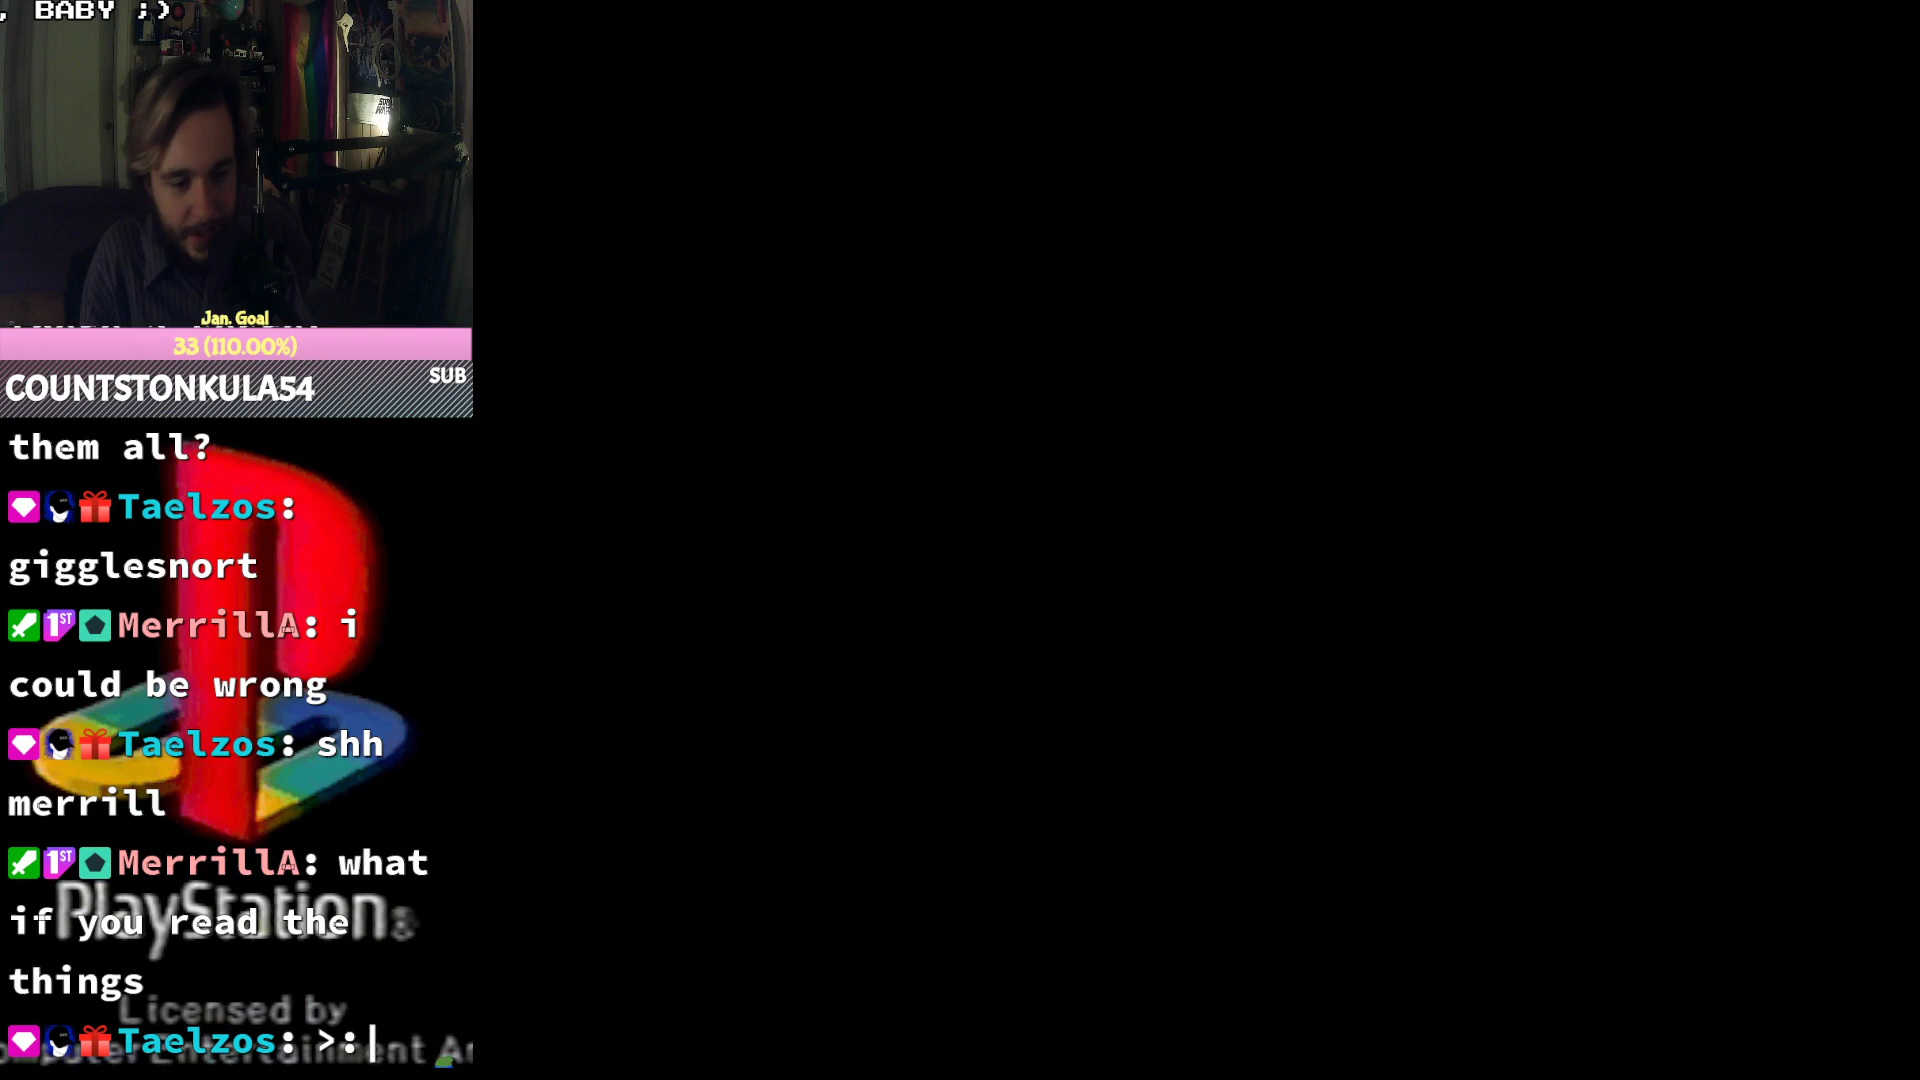 , BABY ;)
Jan. Goal
33 (110.00%)
COUNTSTONKULA54
SUB
them all?
Taelzos:
gigglesnort
MerrillA: i
could be wrong
Taelzos: shh
merrill
MerrillA: what
if you read the
things
Taelzos: >:|
PlayStation
Licensed by
Entertainment